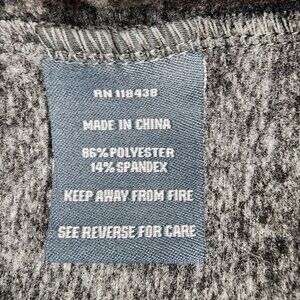 RN 118438
MADE IN CHINA
86% POLYESTER
14% SPANDEX
KEEP AWAY FROM FIRE
SEE REVERSE FOR CARE